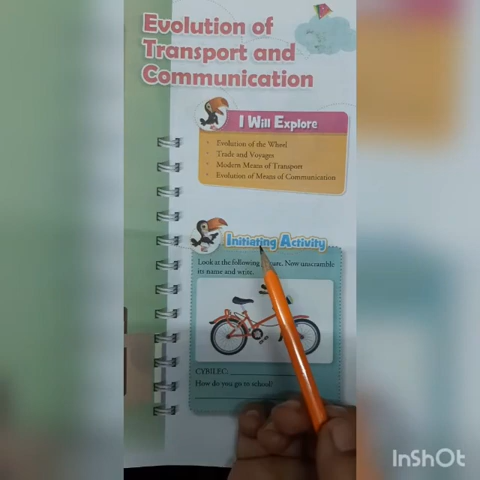 Evolution of
Transport and
Communication
I Will Explore
· Evolution of the Wheel
· Trade and Voyages
· Modern Means of Transport
· Evolution of Means of Communication
Initiating Activity
Look at the following Now unscramble
its name and write.
CYBILEC:
How do you go to school?
InShOt